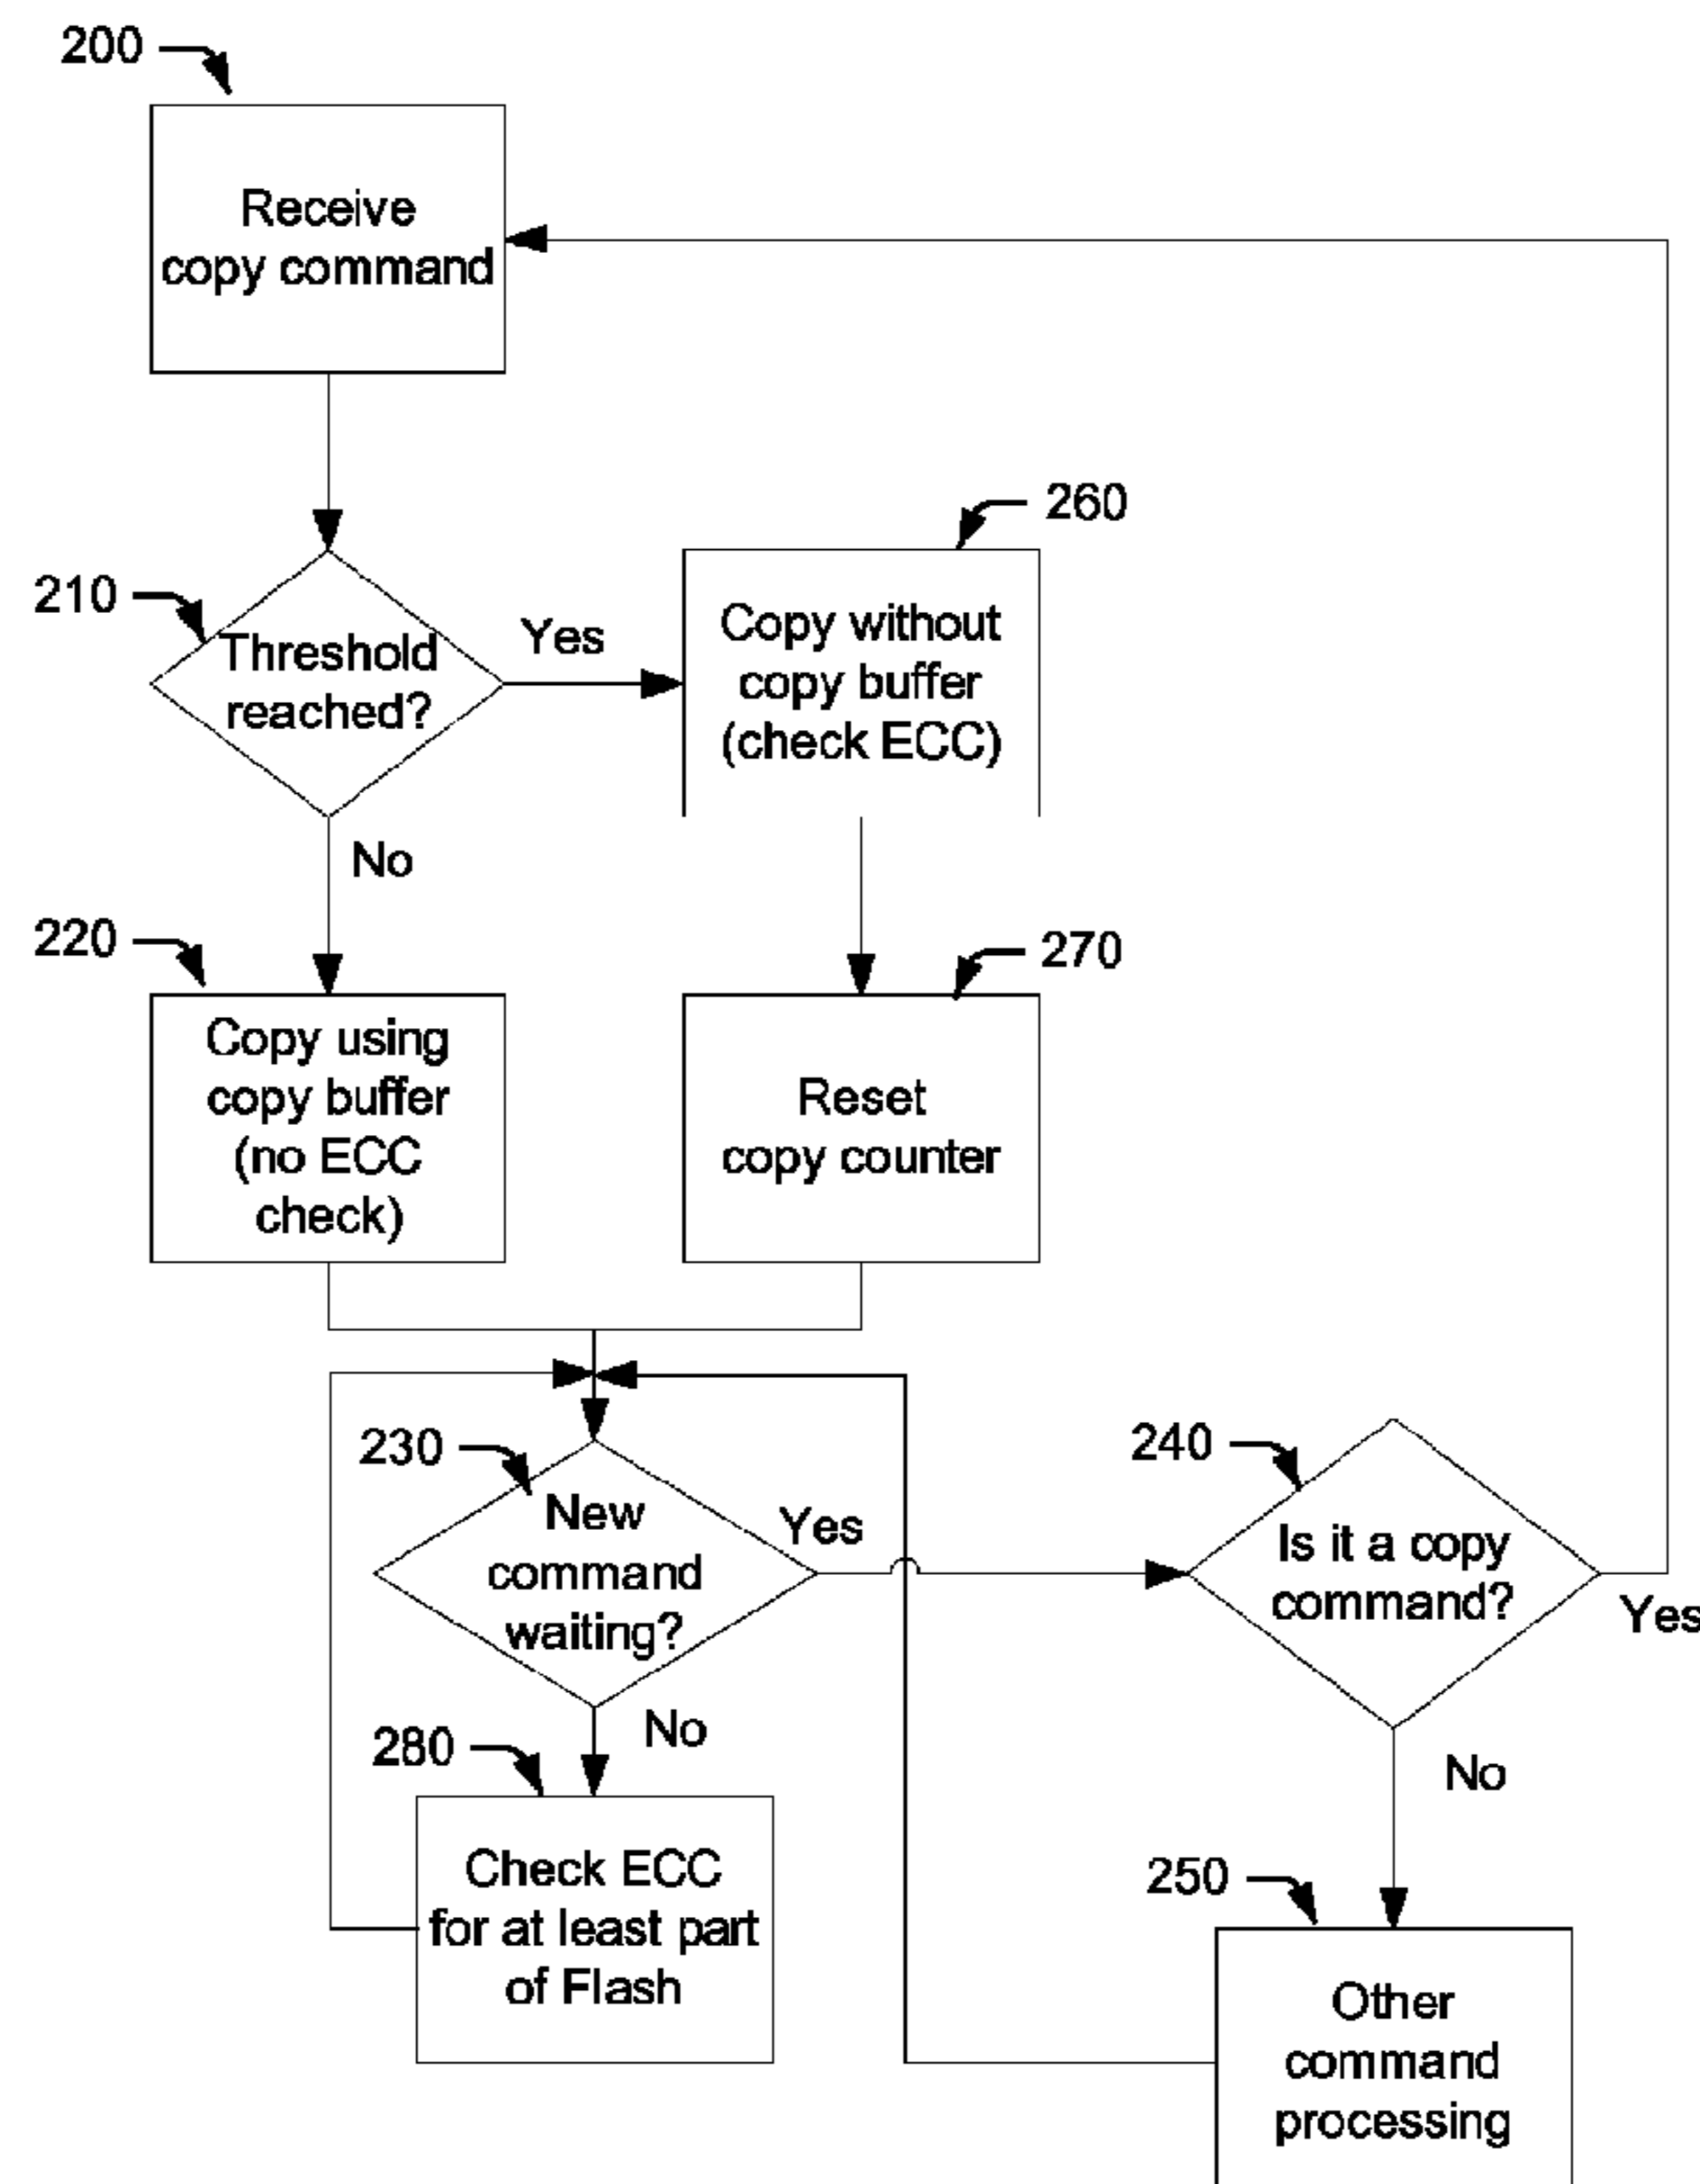 200
Receive
copy command
210
Threshold
reached?
Yes
No
260
Copy without
copy buffer
(check ECC)
220
Copy using
copy buffer
(no ECC
check)
270
Reset
copy counter
230
New
command
waiting?
Yes
No
240
Is it a copy
command?
Yes
No
280
Check ECC
for at least part
of Flash
250
Other
command
processing